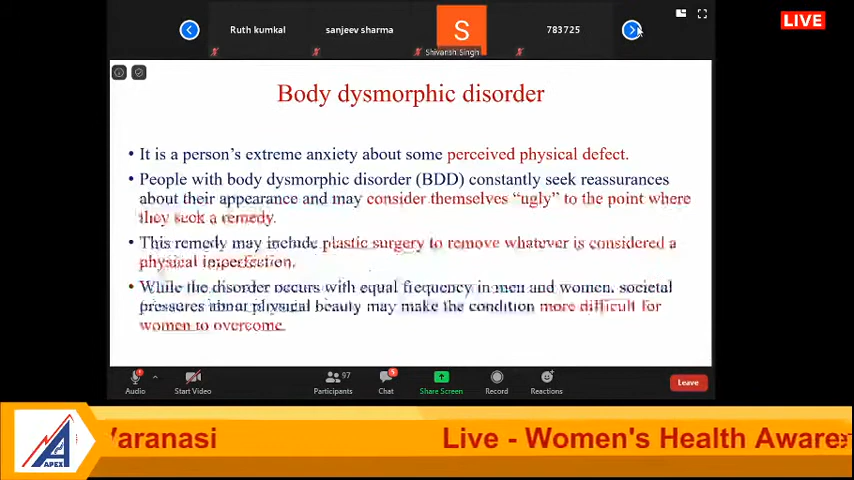 LIVE
Ruth kumkal
sanjeev sharma
S
Shivansh Singh
783725
Body dysmorphic disorder
• It is a person's extreme anxiety about some perceived physical defect.
• People with body dysmorphic disorder (BDD) constantly seek reassurances
about their appearance and may consider themselves “ugly” to the point where
they seek a remedy.
• This remedy may include plastic surgery to remove whatever is considered a
physical imperfection.
• While the disorder occurs with equal frequency in men and women, societal
pressures about physical beauty may make the condition more difficult for
women to overcome.
97
5
Audio
Start Video
Participants
Chat
Share Screen
Record
Reactions
Leave
APEX
Varanasi
Live - Women's Health Aware